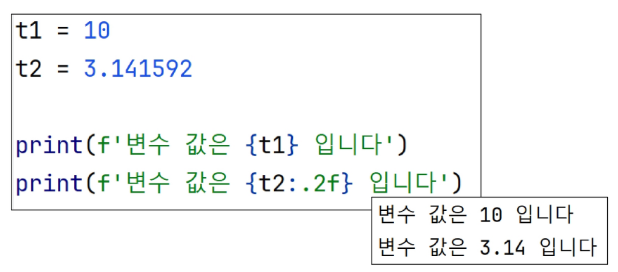 t1 = 10
t2 = 3.141592
print(f'변수 값은 {t1} 입니다')
print(f'변수 값은 {t2:.2f} 입니다')
변수 값은 10 입니다
변수 값은 3.14 입니다